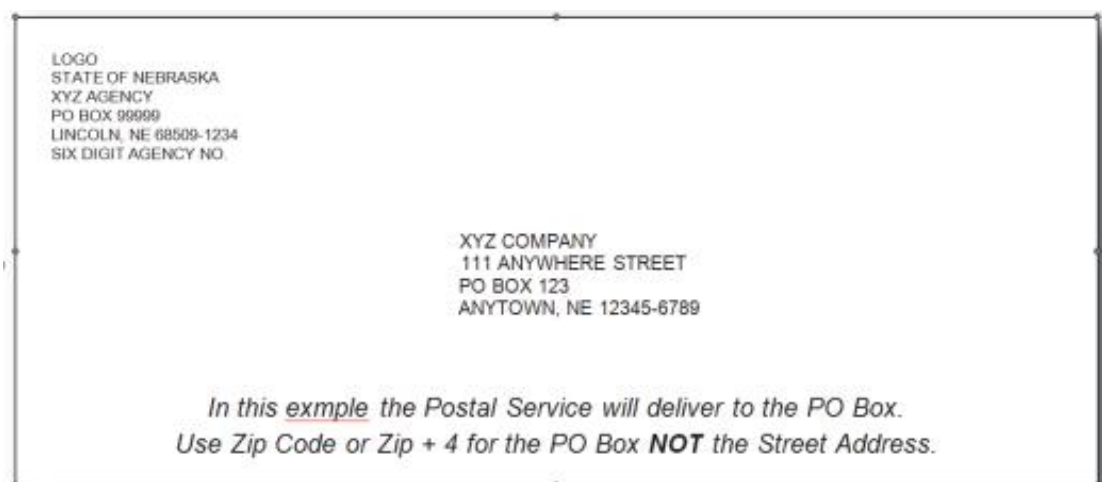 LOGO
STATE OF NEBRASKA
XYZ AGENCY
PO BOX 99999
LINCOLN, NE 68509-1234
SIX DIGIT AGENCY NO.
XYZ COMPANY
111 ANYWHERE STREET
PO BOX 123
ANYTOWN, NE 12345-6789
In this exmple the Postal Service will deliver to the PO Box.
Use Zip Code or Zip + 4 for the PO Box NOT the Street Address.